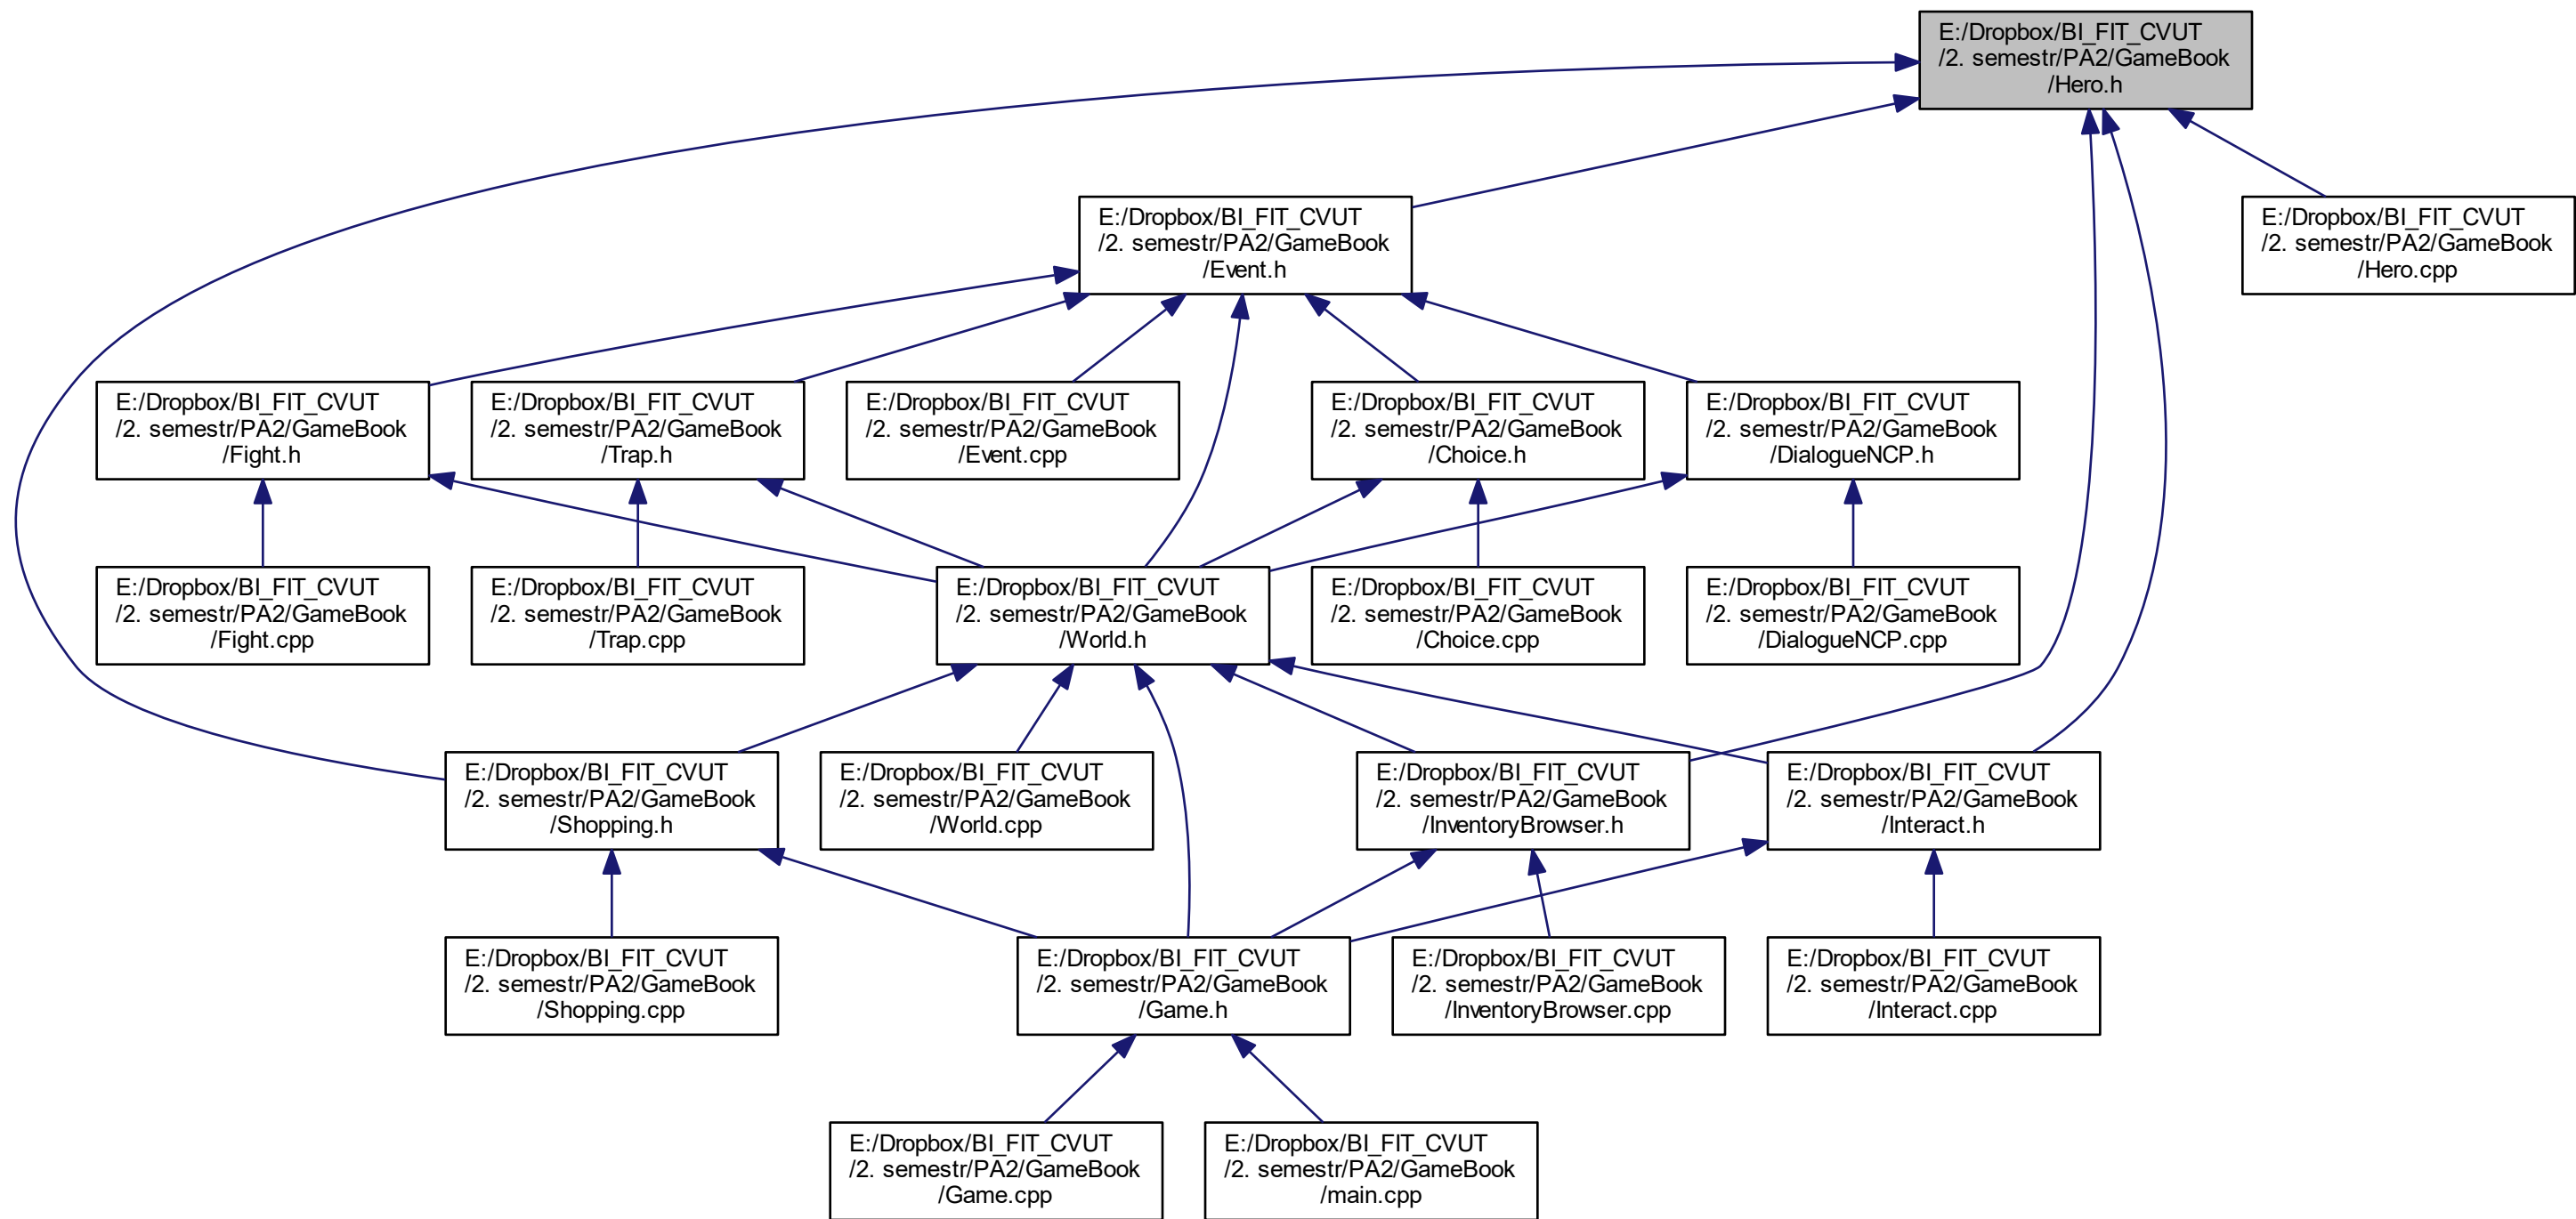 E:/Dropbox/BI_FIT_CVUT
/2. semestr/PA2/GameBook
/Hero.h
E:/Dropbox/BI_FIT_CVUT
/2. semestr/PA2/GameBook
/Event.h
E:/Dropbox/BI_FIT_CVUT
/2. semestr/PA2/GameBook
/Hero.cpp
E:/Dropbox/BI_FIT_CVUT
/2. semestr/PA2/GameBook
/Fight.h
E:/Dropbox/BI_FIT_CVUT
/2. semestr/PA2/GameBook
/Trap.h
E:/Dropbox/BI_FIT_CVUT
/2. semestr/PA2/GameBook
/Event.cpp
E:/Dropbox/BI_FIT_CVUT
/2. semestr/PA2/GameBook
/Choice.h
E:/Dropbox/BI_FIT_CVUT
/2. semestr/PA2/GameBook
/DialogueNCP.h
E:/Dropbox/BI_FIT_CVUT
/2. semestr/PA2/GameBook
/Fight.cpp
E:/Dropbox/BI_FIT_CVUT
/2. semestr/PA2/GameBook
/Trap.cpp
E:/Dropbox/BI_FIT_CVUT
/2. semestr/PA2/GameBook
/World.h
E:/Dropbox/BI_FIT_CVUT
/2. semestr/PA2/GameBook
/Choice.cpp
E:/Dropbox/BI_FIT_CVUT
/2. semestr/PA2/GameBook
/DialogueNCP.cpp
E:/Dropbox/BI_FIT_CVUT
/2. semestr/PA2/GameBook
/Shopping.h
E:/Dropbox/BI_FIT_CVUT
/2. semestr/PA2/GameBook
/World.cpp
E:/Dropbox/BI_FIT_CVUT
/2. semestr/PA2/GameBook
/InventoryBrowser.h
E:/Dropbox/BI_FIT_CVUT
/2. semestr/PA2/GameBook
/Interact.h
E:/Dropbox/BI_FIT_CVUT
/2. semestr/PA2/GameBook
/Shopping.cpp
E:/Dropbox/BI_FIT_CVUT
/2. semestr/PA2/GameBook
/Game.h
E:/Dropbox/BI_FIT_CVUT
/2. semestr/PA2/GameBook
/InventoryBrowser.cpp
E:/Dropbox/BI_FIT_CVUT
/2. semestr/PA2/GameBook
/Interact.cpp
E:/Dropbox/BI_FIT_CVUT
/2. semestr/PA2/GameBook
/Game.cpp
E:/Dropbox/BI_FIT_CVUT
/2. semestr/PA2/GameBook
/main.cpp